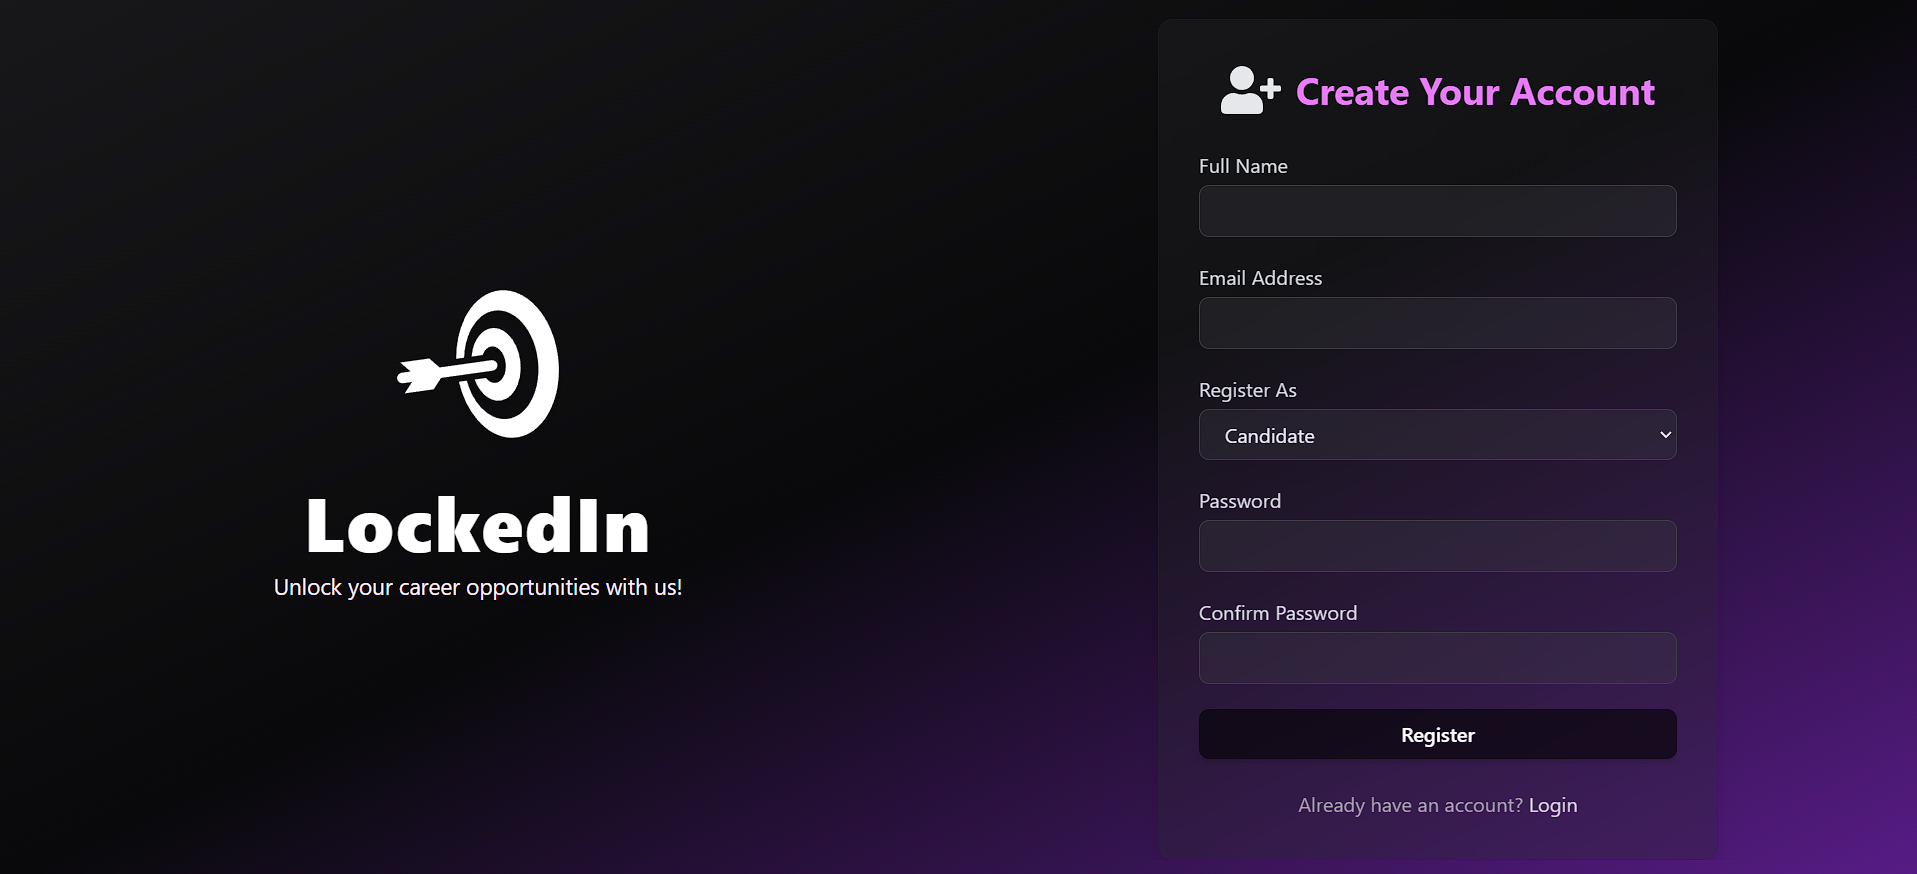 LockedIn
Unlock your career opportunities with us!
Create Your Account
Full Name
Email Address
Register As
Candidate
Password
Confirm Password
Register
Already have an account? Login